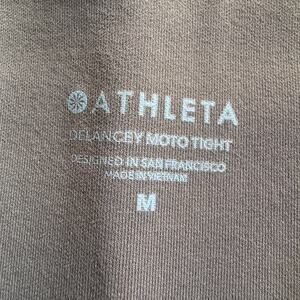 ATHLETA
DELANCEY MOTO TIGHT
DESIGNED IN SAN FRANCISCO
MADE IN VIETNAM
M